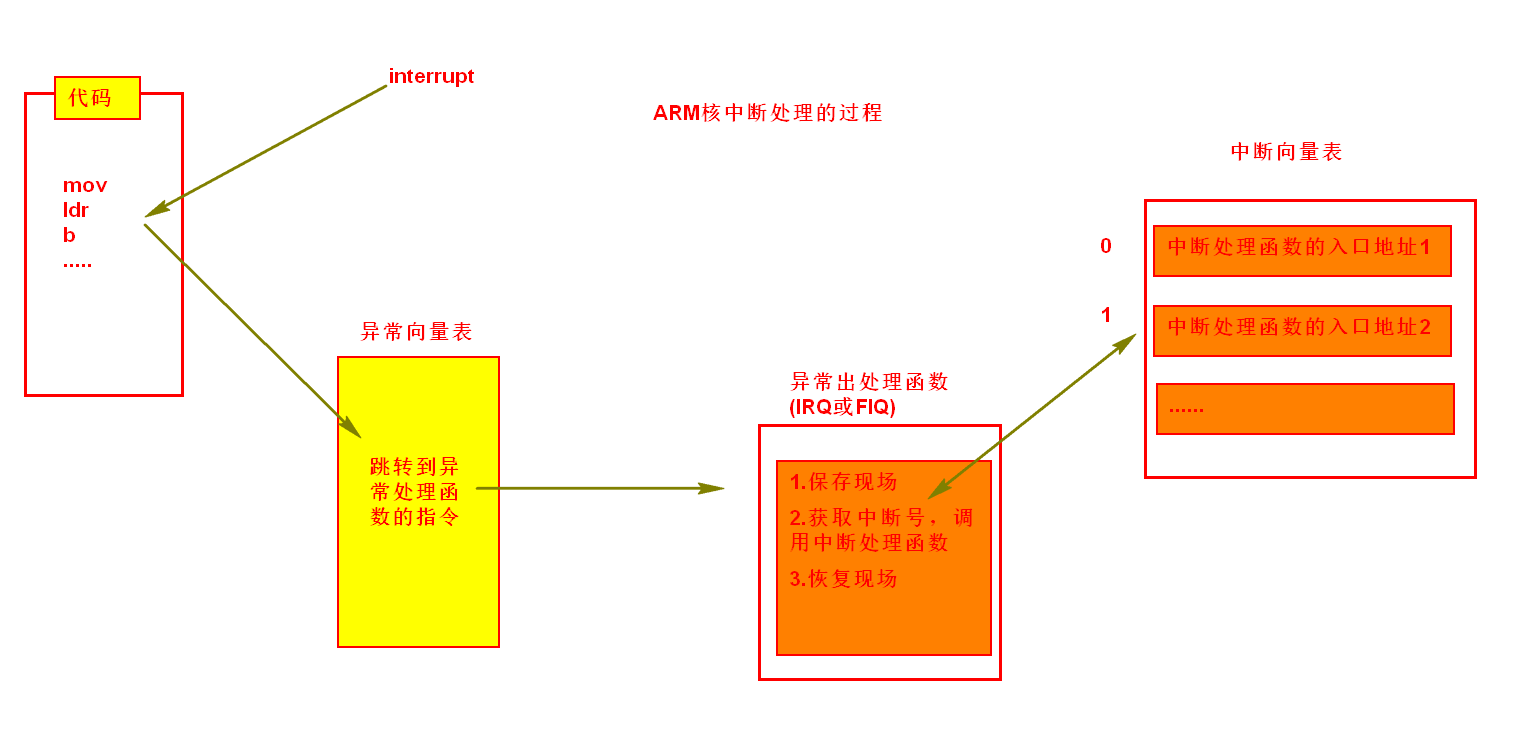 interrupt
代码
ARM核中断处理的过程
中断向量表
mov
ldr
b
.....
0
中断处理函数的入口地址1
1
中断处理函数的入口地址2
......
异常向量表
跳转到异
常处理函
数的指令
异常出处理函数
(IRQ或FIQ)
1.保存现场
2.获取中断号，调
用中断处理函数
3.恢复现场